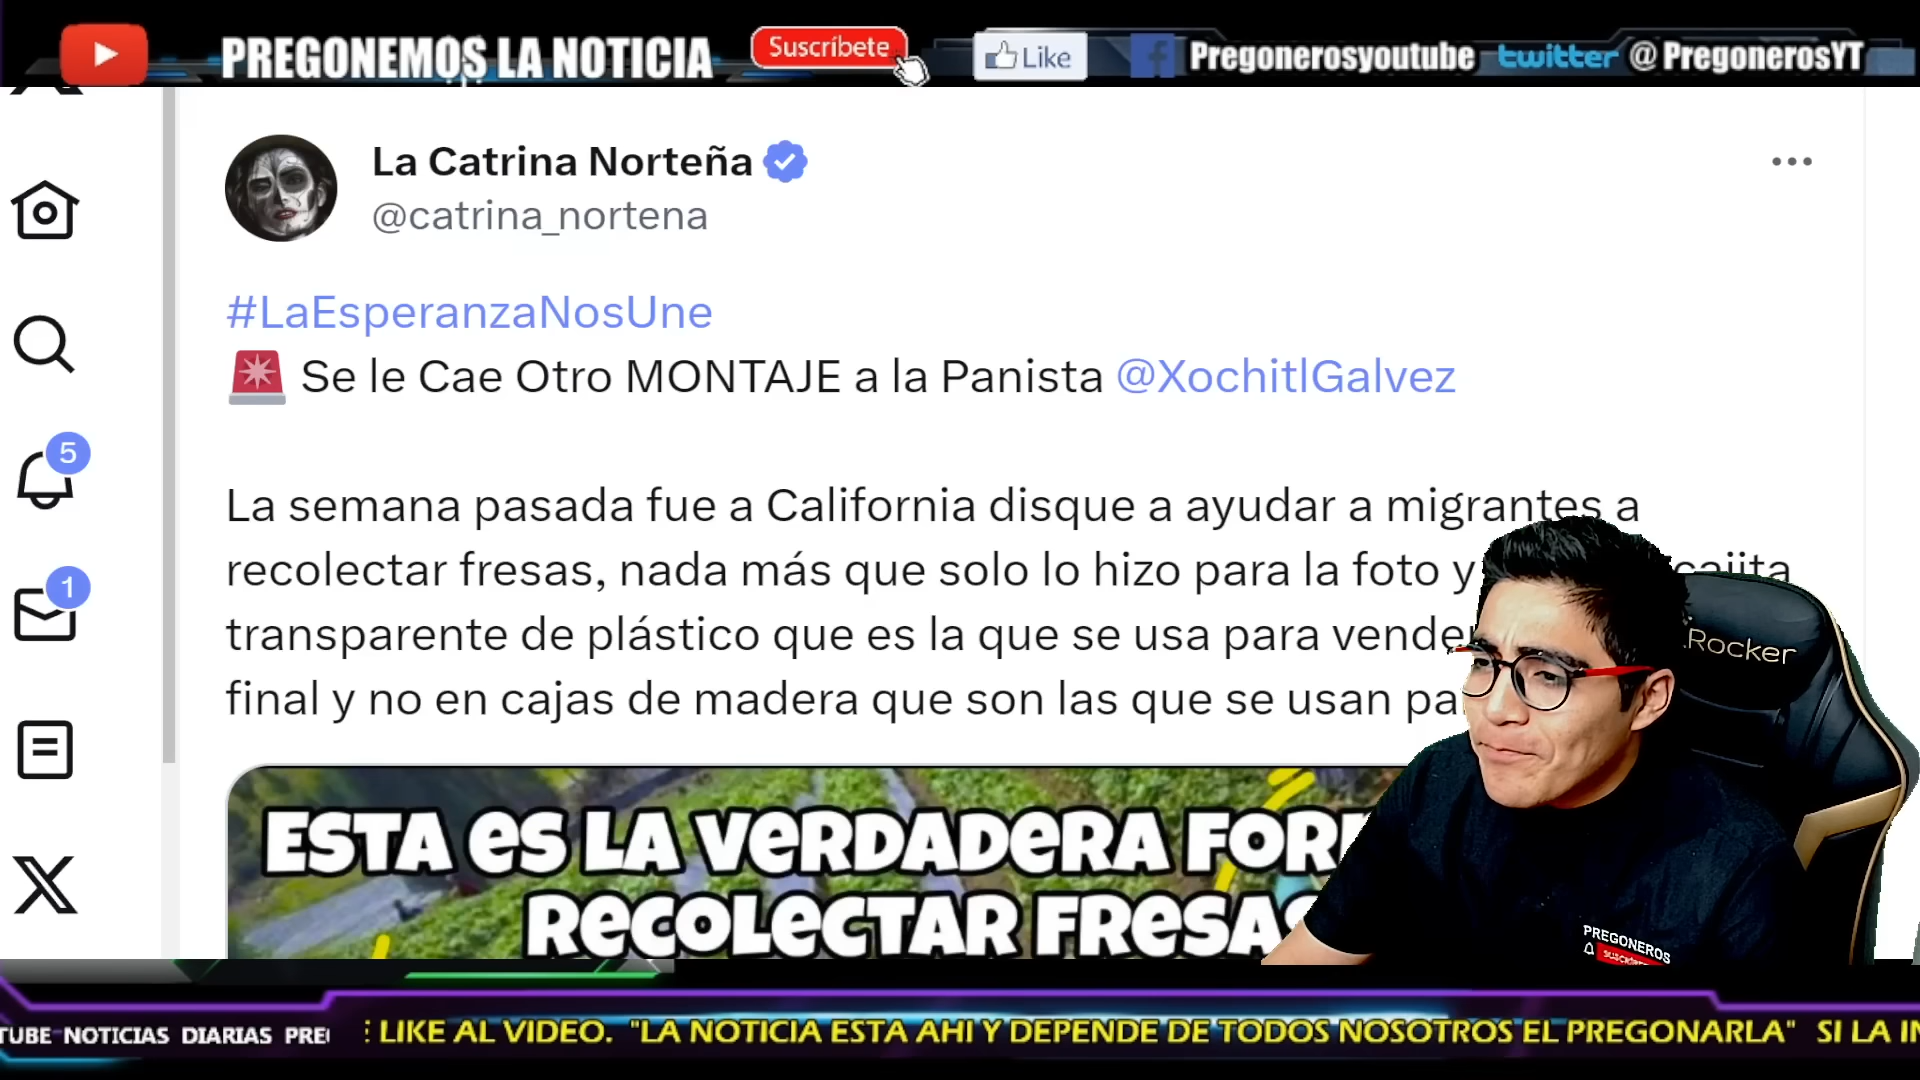 PREGONEMOS LA NOTICIA Suscríbete Like Pregonerosyoutube twitter @PregonerosYT
La Catrina Norteña
@catrina_nortena
#LaEsperanzaNosUne
Se le Cae Otro MONTAJE a la Panista @XochitlGalvez
5
La semana pasada fue a California disque a ayudar a migrantes a
1
recolectar fresas, nada más que solo lo hizo para la foto y cajita
transparente de plástico que es la que se usa para
final y no en cajas de madera que son las que se usan
Rocker
ESTA ES LA VERDADERA
RECOLECTAR FRESAS
PREGONEROS
TUBE NOTICIAS DIARIAS LIKE AL VIDEO. "LA NOTICIA ESTA AHI Y DEPENDE DE TODOS NOSOTROS EL PREGONARLA" SI LA